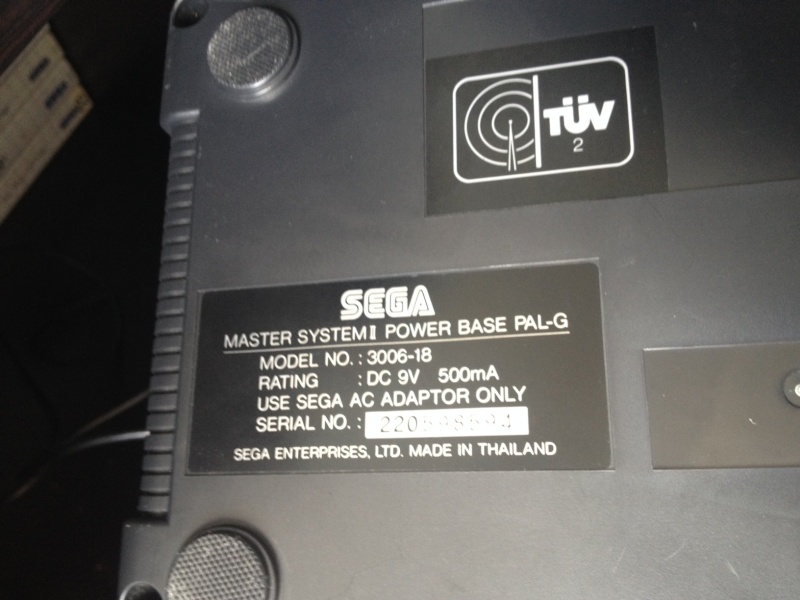 TÜV
2
SEGA
MASTER SYSTEM II POWER BASE PAL-G
MODEL NO. : 3006-18
RATING : DC 9V 500mA
USE SEGA AC ADAPTOR ONLY
SERIAL NO. : 220598594
SEGA ENTERPRISES, LTD. MADE IN THAILAND